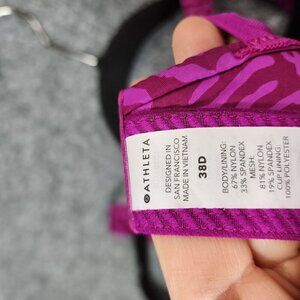 ATHLETA
DESIGNED IN
SAN FRANCISCO
MADE IN VIETNAM
38D
BODY/LINING:
67% NYLON
33% SPANDEX
MESH:
81% NYLON
19% SPANDEX
CUP LINING:
100% POLYESTER